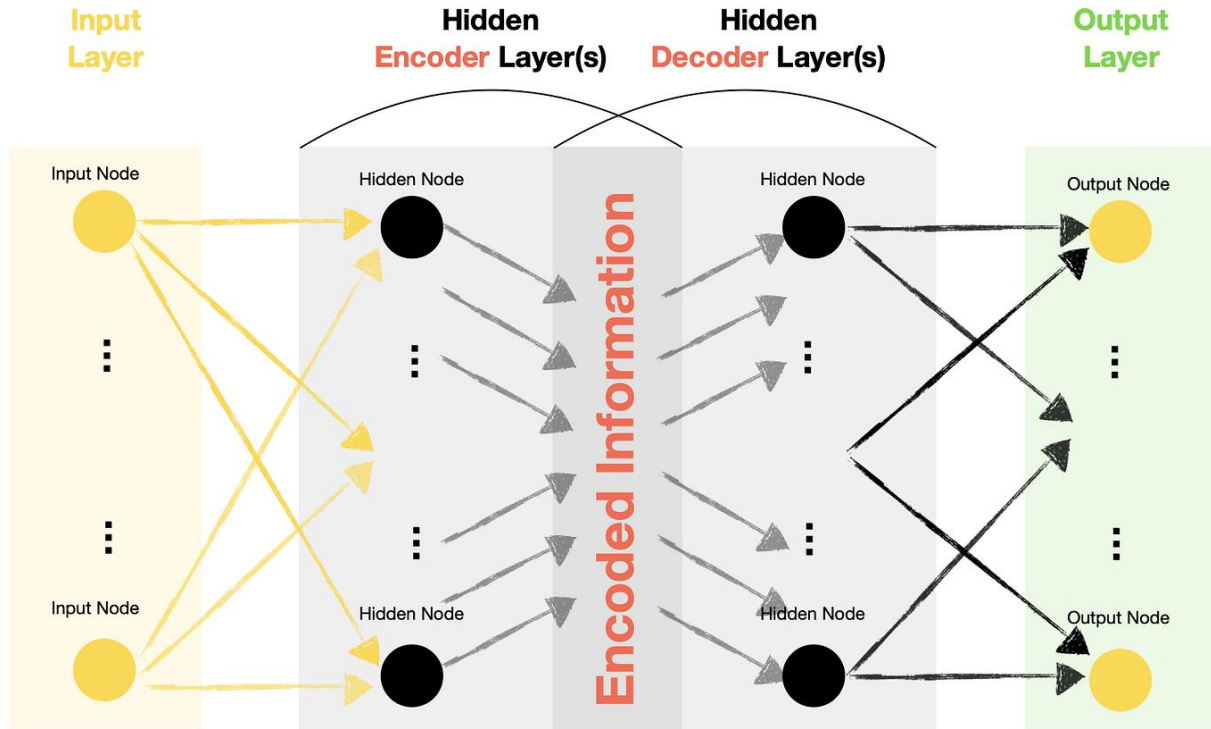 Input
Layer
Hidden
Encoder Layer(s)
Hidden
Decoder Layer(s)
Output
Layer
Input Node
Hidden Node
Hidden Node
Output Node
...
...
...
...
Encoded Information
...
...
...
...
Input Node
Hidden Node
Hidden Node
Output Node